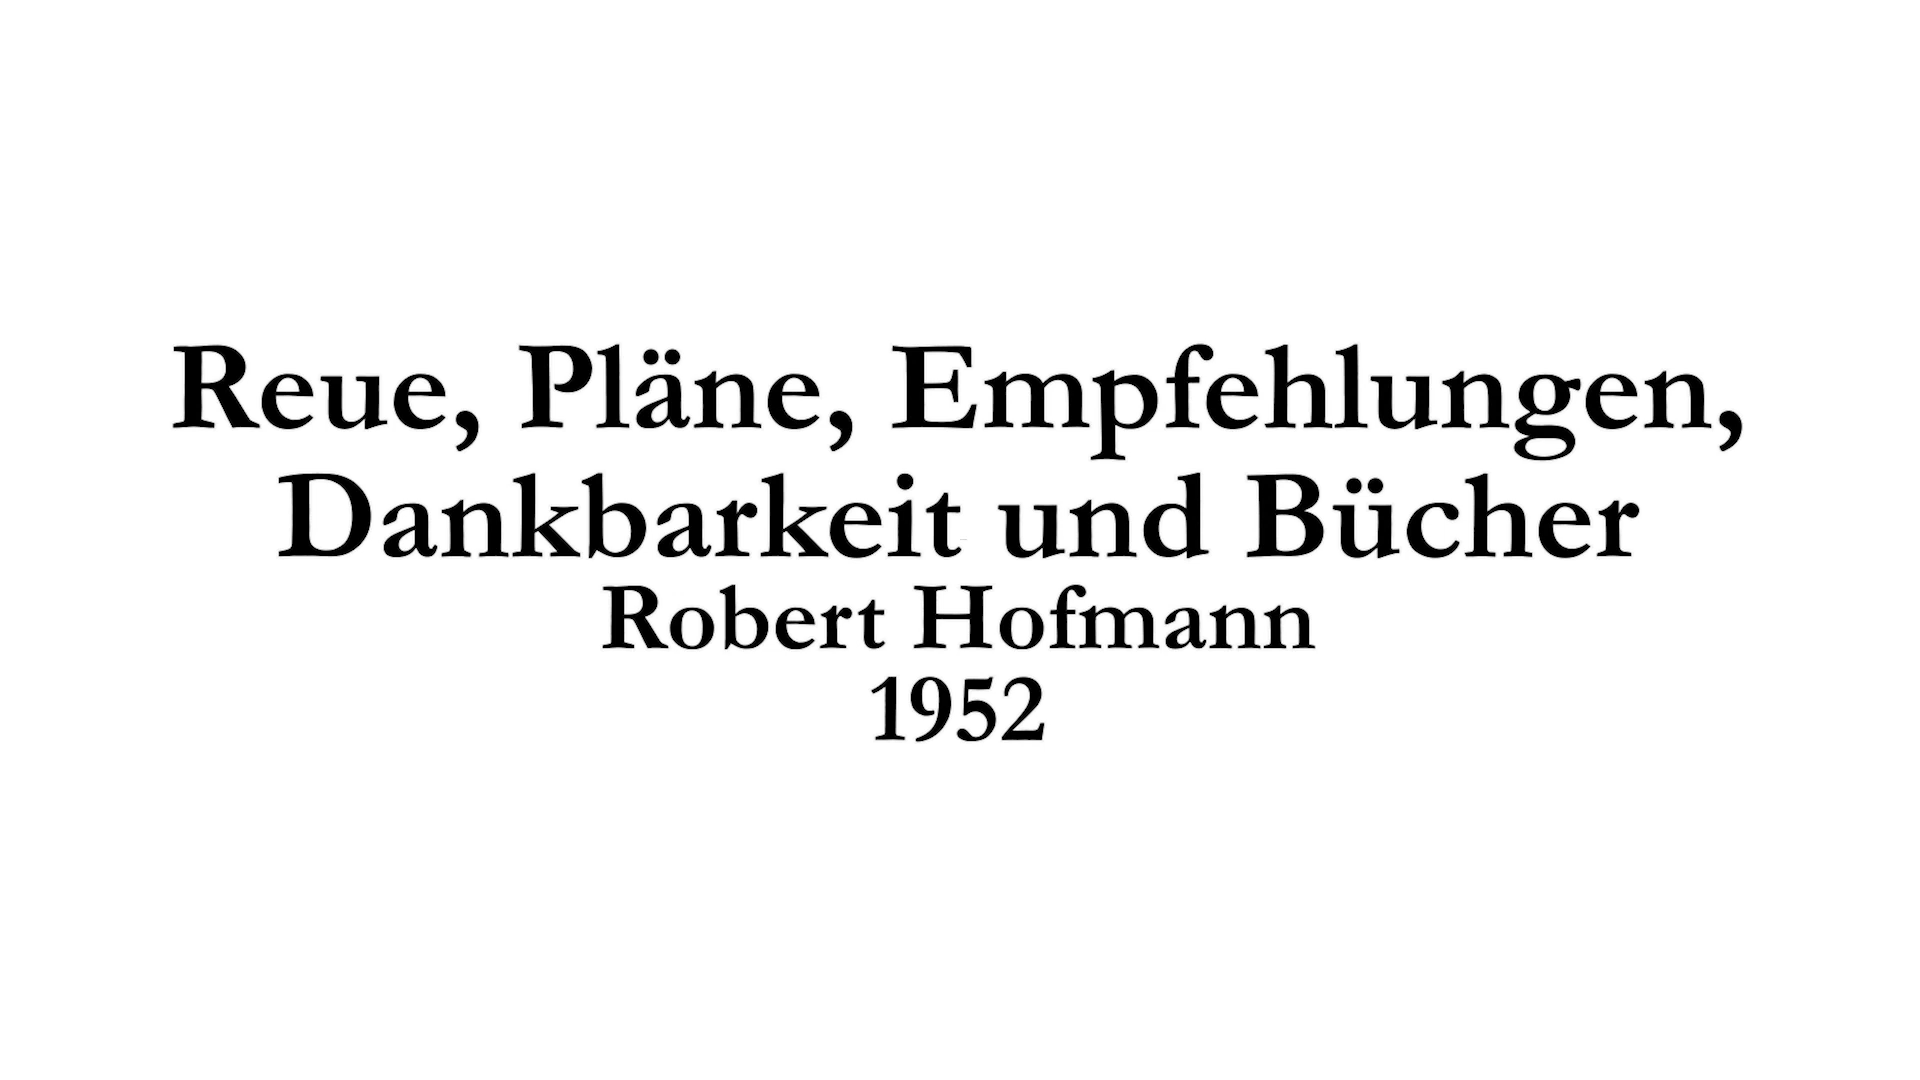 Reue, Pläne, Empfehlungen,
Dankbarkeit und Bücher
Robert Hofmann
1952